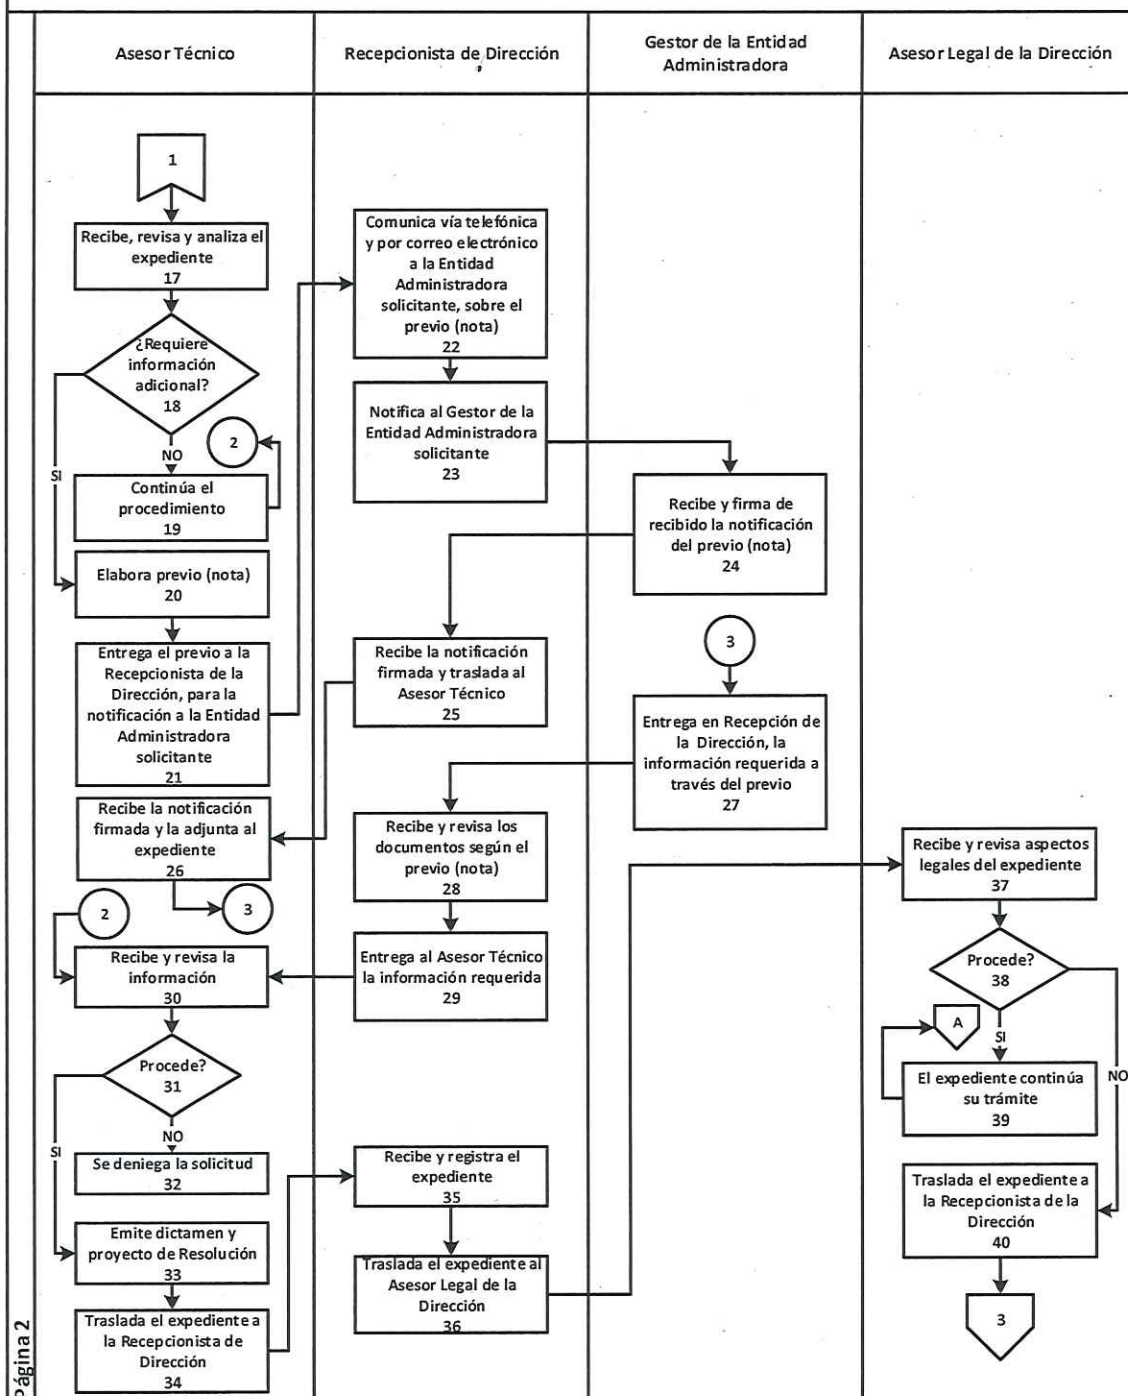 Asesor Técnico
Recepcionista de Dirección
Gestor de la Entidad
Administradora
Asesor Legal de la Dirección
1
Recibe, revisa y analiza el
expediente
17
¿Requiere
información
adicional?
18
SI
NO
2
Continúa el
procedimiento
19
Elabora previo (nota)
20
Entrega el previo a la
Recepcionista de la
Dirección, para la
notificación a la Entidad
Administradora
solicitante
21
Comunica vía telefónica
y por correo electrónico
a la Entidad
Administradora
solicitante, sobre el
previo (nota)
22
Notifica al Gestor de la
Entidad Administradora
solicitante
23
Recibe y firma de
recibido la notificación
del previo (nota)
24
Recibe la notificación
firmada y traslada al
Asesor Técnico
25
Recibe la notificación
firmada y la adjunta al
expediente
26
3
3
Entrega en Recepción de
la Dirección, la
información requerida a
través del previo
27
Recibe y revisa los
documentos según el
previo (nota)
28
Entrega al Asesor Técnico
la información requerida
29
2
Recibe y revisa la
información
30
Procede?
31
SI
NO
Se deniega la solicitud
32
Emite dictamen y
proyecto de Resolución
33
Traslada el expediente a
la Recepcionista de
Dirección
34
Recibe y registra el
expediente
35
Traslada el expediente al
Asesor Legal de la
Dirección
36
Recibe y revisa aspectos
legales del expediente
37
Procede?
38
A
SI
NO
El expediente continúa
su trámite
39
Traslada el expediente a
la Recepcionista de la
Dirección
40
3
Página 2